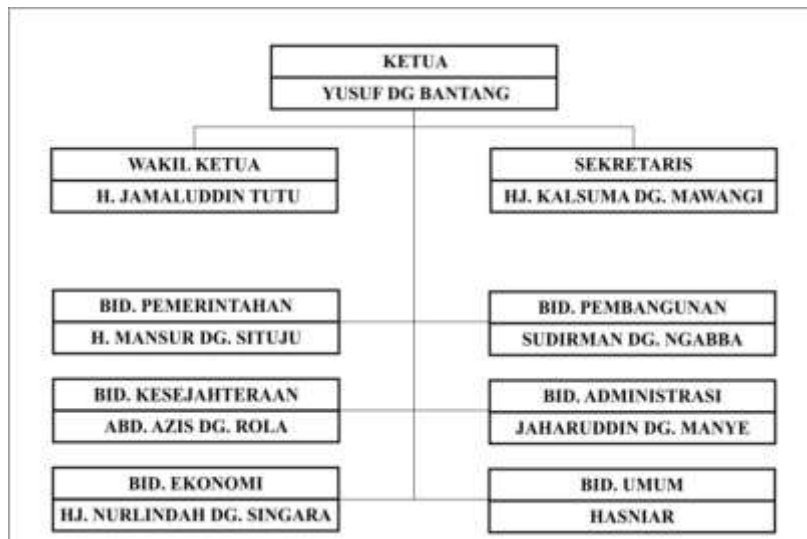 KETUA
YUSUF DG BANTANG
WAKIL KETUA
H. JAMALUDDIN TUTU
SEKRETARIS
HJ. KALSUMA DG. MAWANGI
BID. PEMERINTAHAN
H. MANSUR DG. SITUJU
BID. PEMBANGUNAN
SUDIRMAN DG. NGABBA
BID. KESEJAHTERAAN
ABD. AZIS DG. ROLA
BID. ADMINISTRASI
JAHARUDDIN DG. MANYE
BID. EKONOMI
HJ. NURLINDAH DG. SINGARA
BID. UMUM
HASNIAR